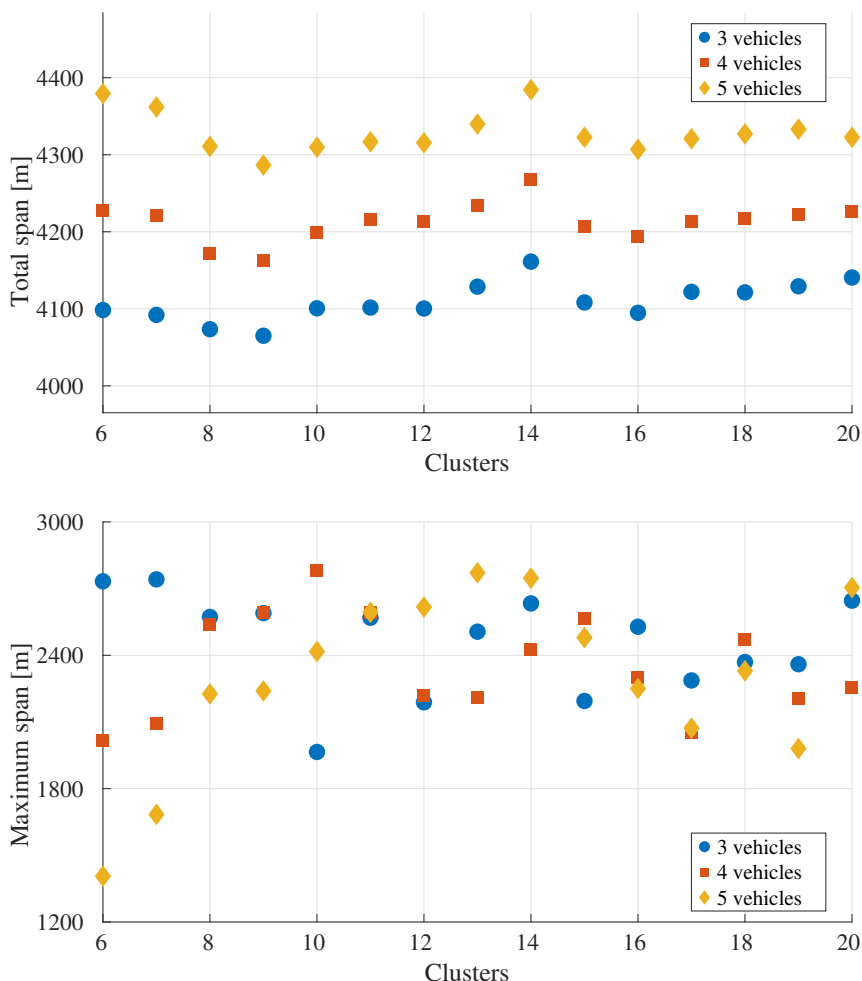 3 vehicles
4 vehicles
5 vehicles
Total span [m]
4400
4300
4200
4100
4000
6 8 10 12 14 16 18 20
Clusters
Maximum span [m]
3000
2400
1800
1200
3 vehicles
4 vehicles
5 vehicles
6 8 10 12 14 16 18 20
Clusters